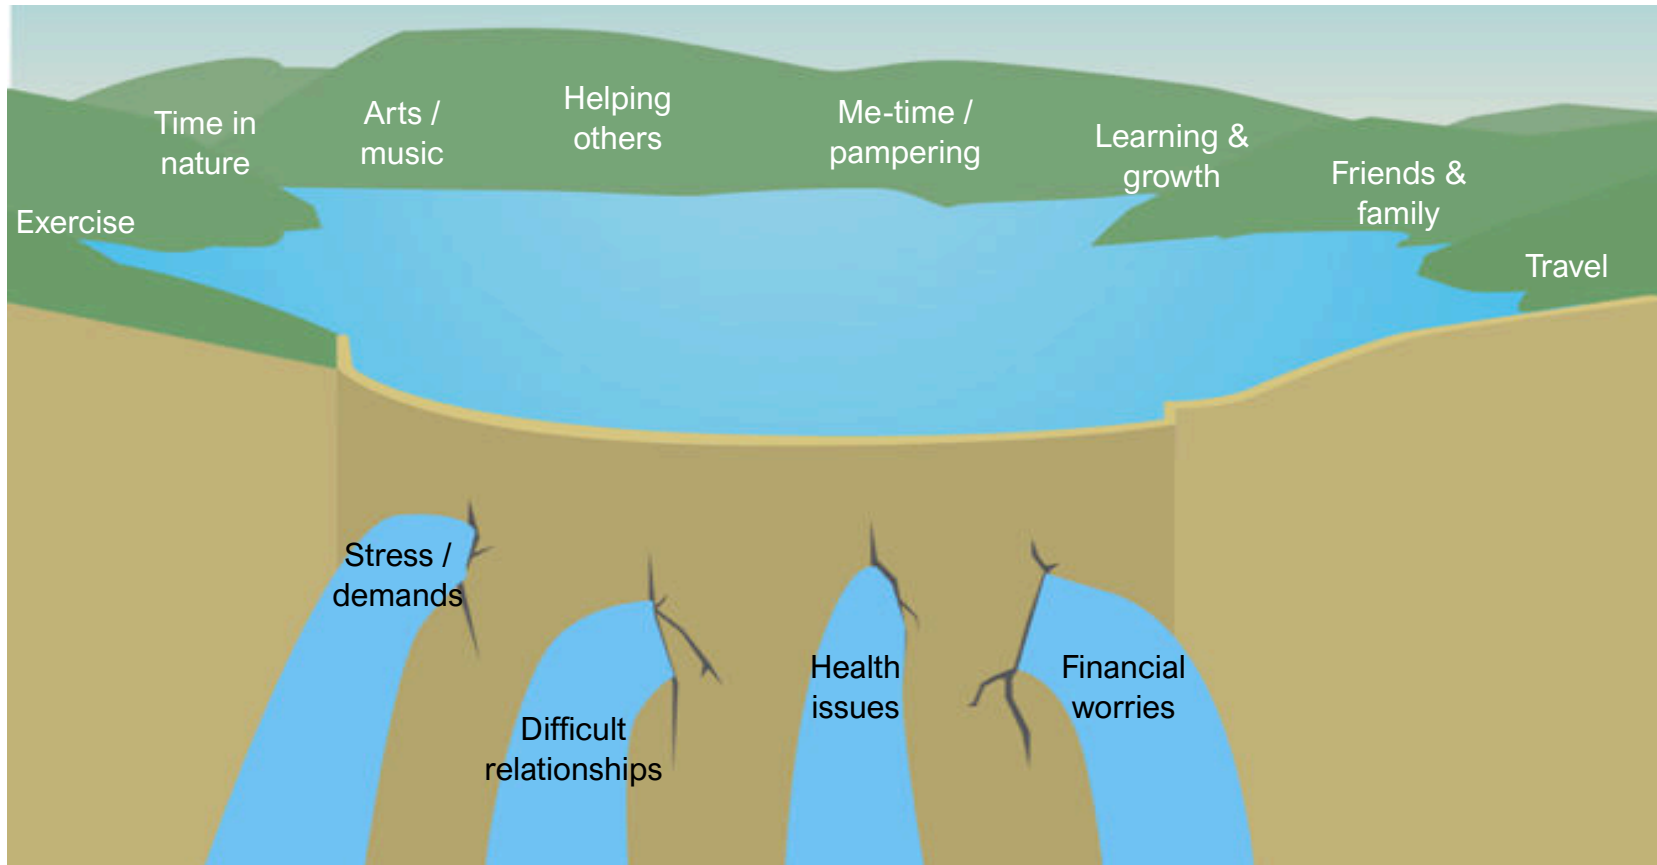 Exercise
Time in
nature
Arts /
music
Helping
others
Me-time /
pampering
Learning &
growth
Friends &
family
Travel
Stress /
demands
Difficult
relationships
Health
issues
Financial
worries